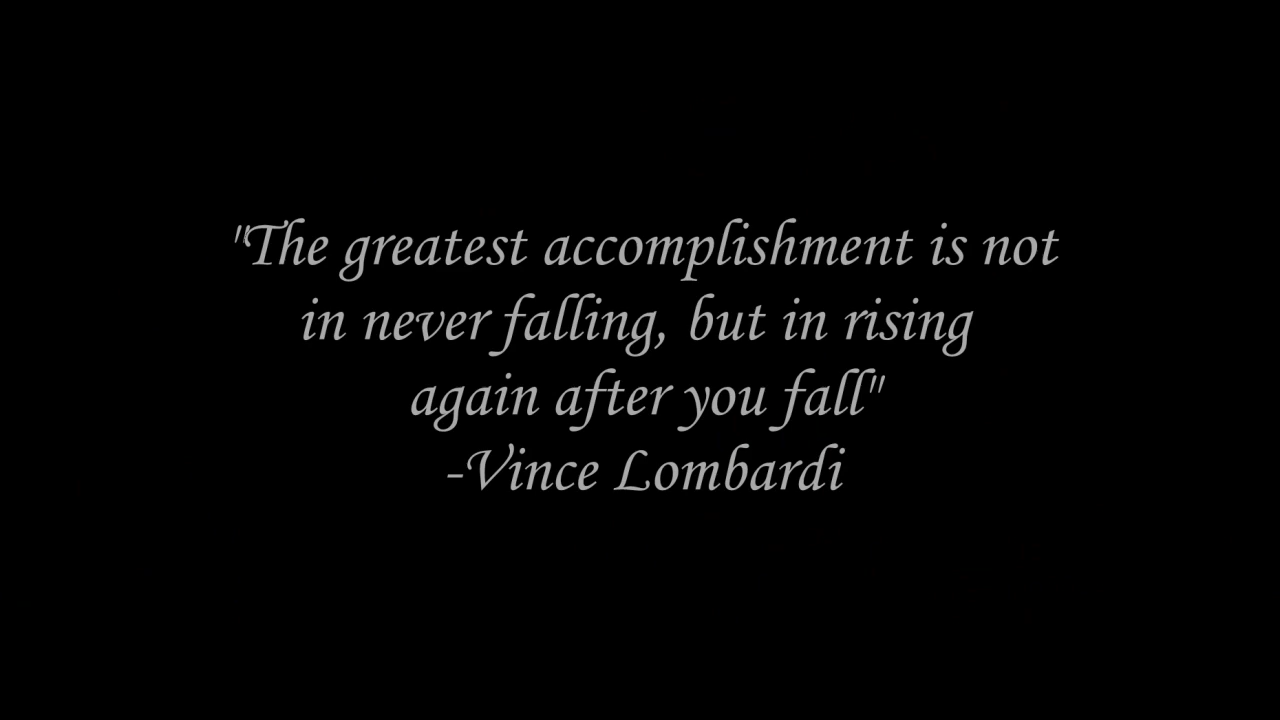 "The greatest accomplishment is not
in never falling, but in rising
again after you fall"
-Vince Lombardi